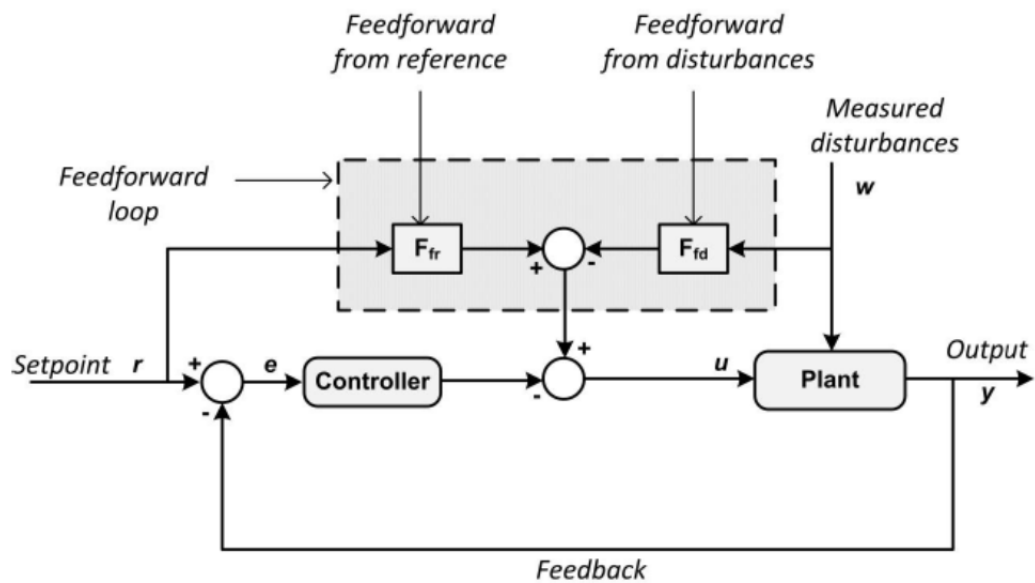 Feedforward
from reference
Feedforward
from disturbances
Measured
disturbances
Feedforward
loop
w
F_fr
+
-
F_fd
Setpoint r
+
e
Controller
+
-
u
Plant
Output
y
-
Feedback